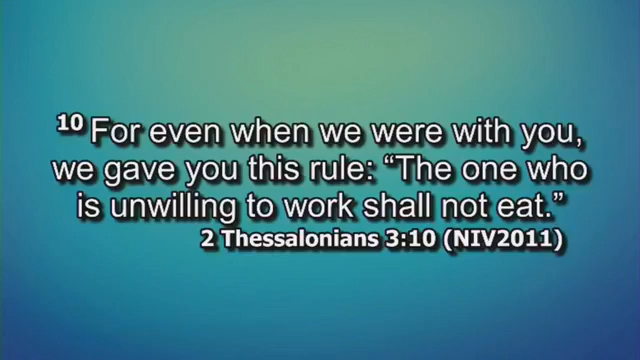 10 For even when we were with you,
we gave you this rule: “The one who
is unwilling to work shall not eat.”
2 Thessalonians 3:10 (NIV2011)